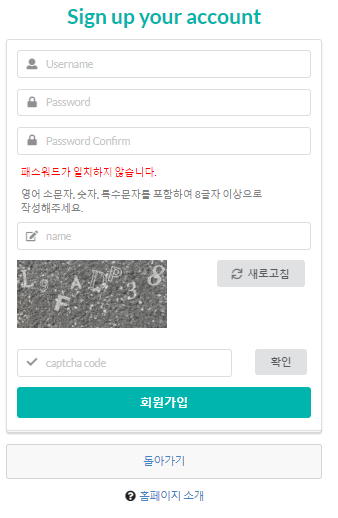 Sign up your account
Username
Password
Password Confirm
패스워드가 일치하지 않습니다.
영어 소문자, 숫자, 특수문자를 포함하여 8글자 이상으로
작성해주세요.
name
새로고침
captcha code
확인
회원가입
돌아가기
홈페이지 소개